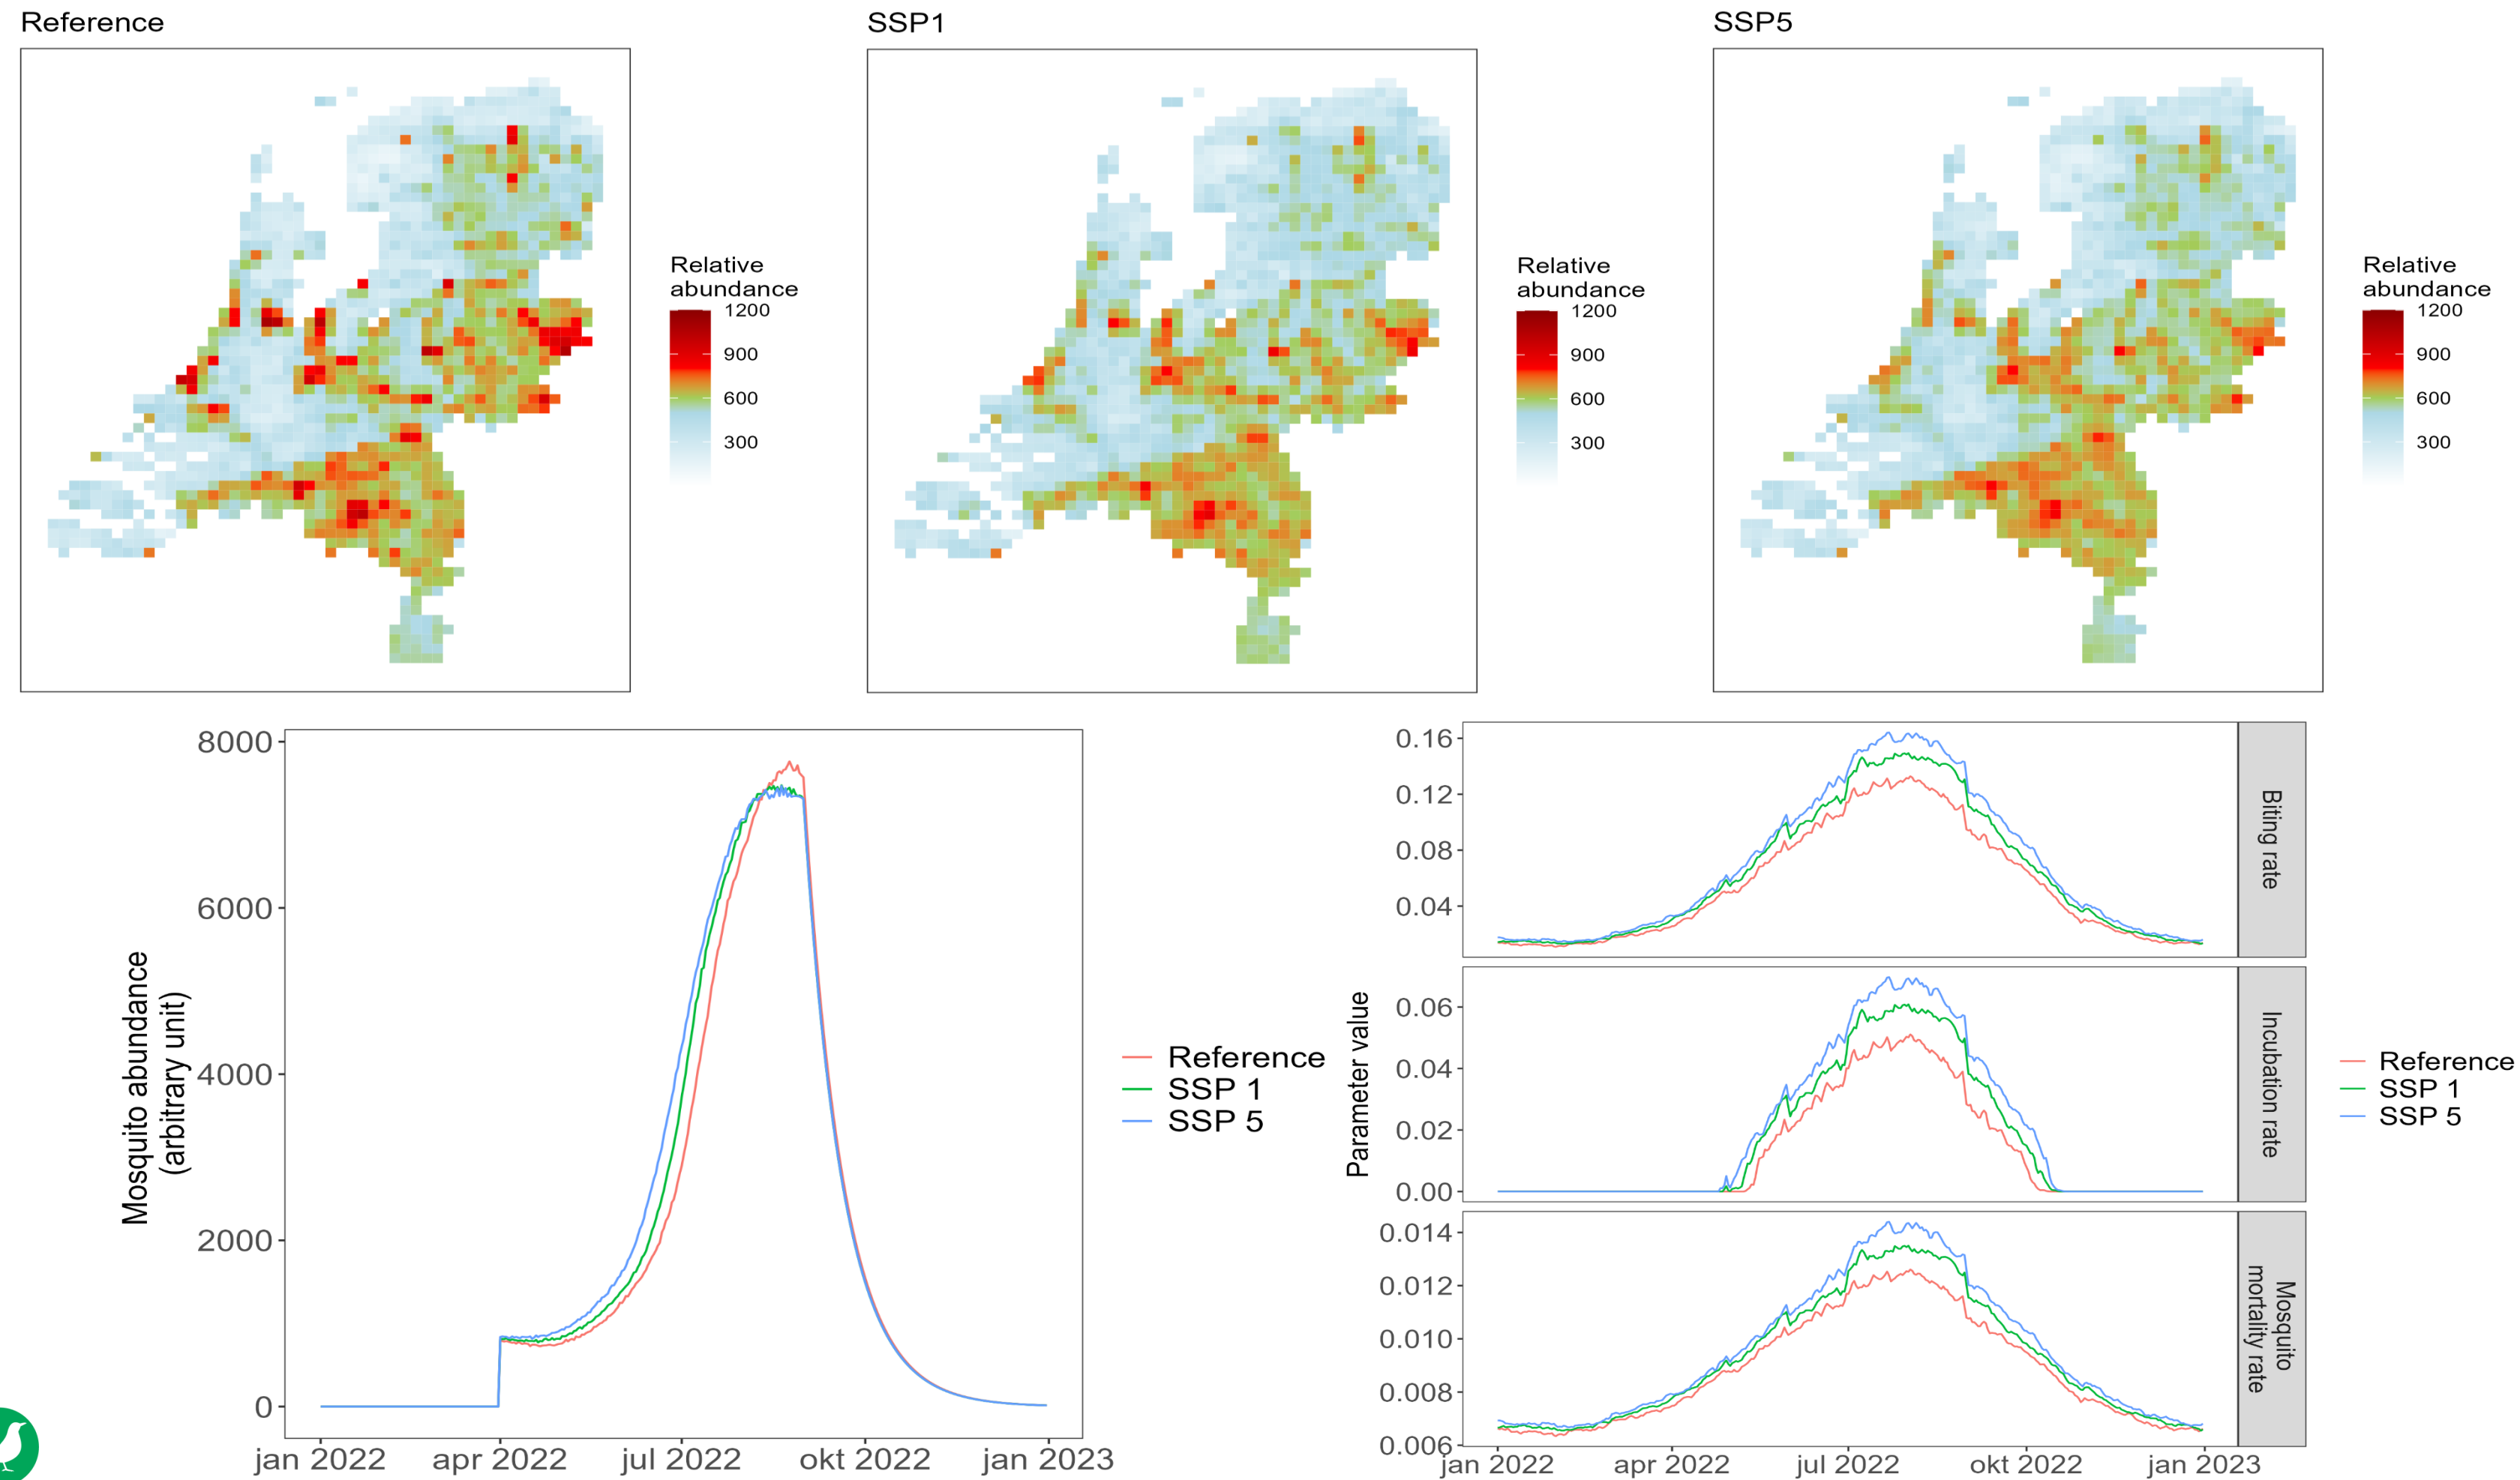 Reference
SSP1
SSP5
Relative
abundance
1200
900
600
300
Relative
abundance
1200
900
600
300
Relative
abundance
1200
900
600
300
Mosquito abundance
(arbitrary unit)
8000
6000
4000
2000
0
jan 2022
apr 2022
jul 2022
okt 2022
jan 2023
Reference
SSP 1
SSP 5
Parameter value
0.16
0.12
0.08
0.04
Biting rate
0.06
0.04
0.02
0.00
Incubation rate
0.014
0.012
0.010
0.008
0.006
Mosquito
mortality rate
jan 2022
apr 2022
jul 2022
okt 2022
jan 2023
Reference
SSP 1
SSP 5